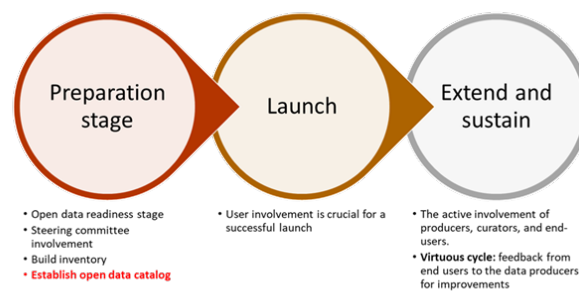 Preparation
stage
Launch
Extend and
sustain
• Open data readiness stage
• Steering committee
involvement
• Build inventory
• Establish open data catalog
• User involvement is crucial for a
successful launch
• The active involvement of
producers, curators, and end-
users.
• Virtuous cycle: feedback from
end users to the data producers
for improvements